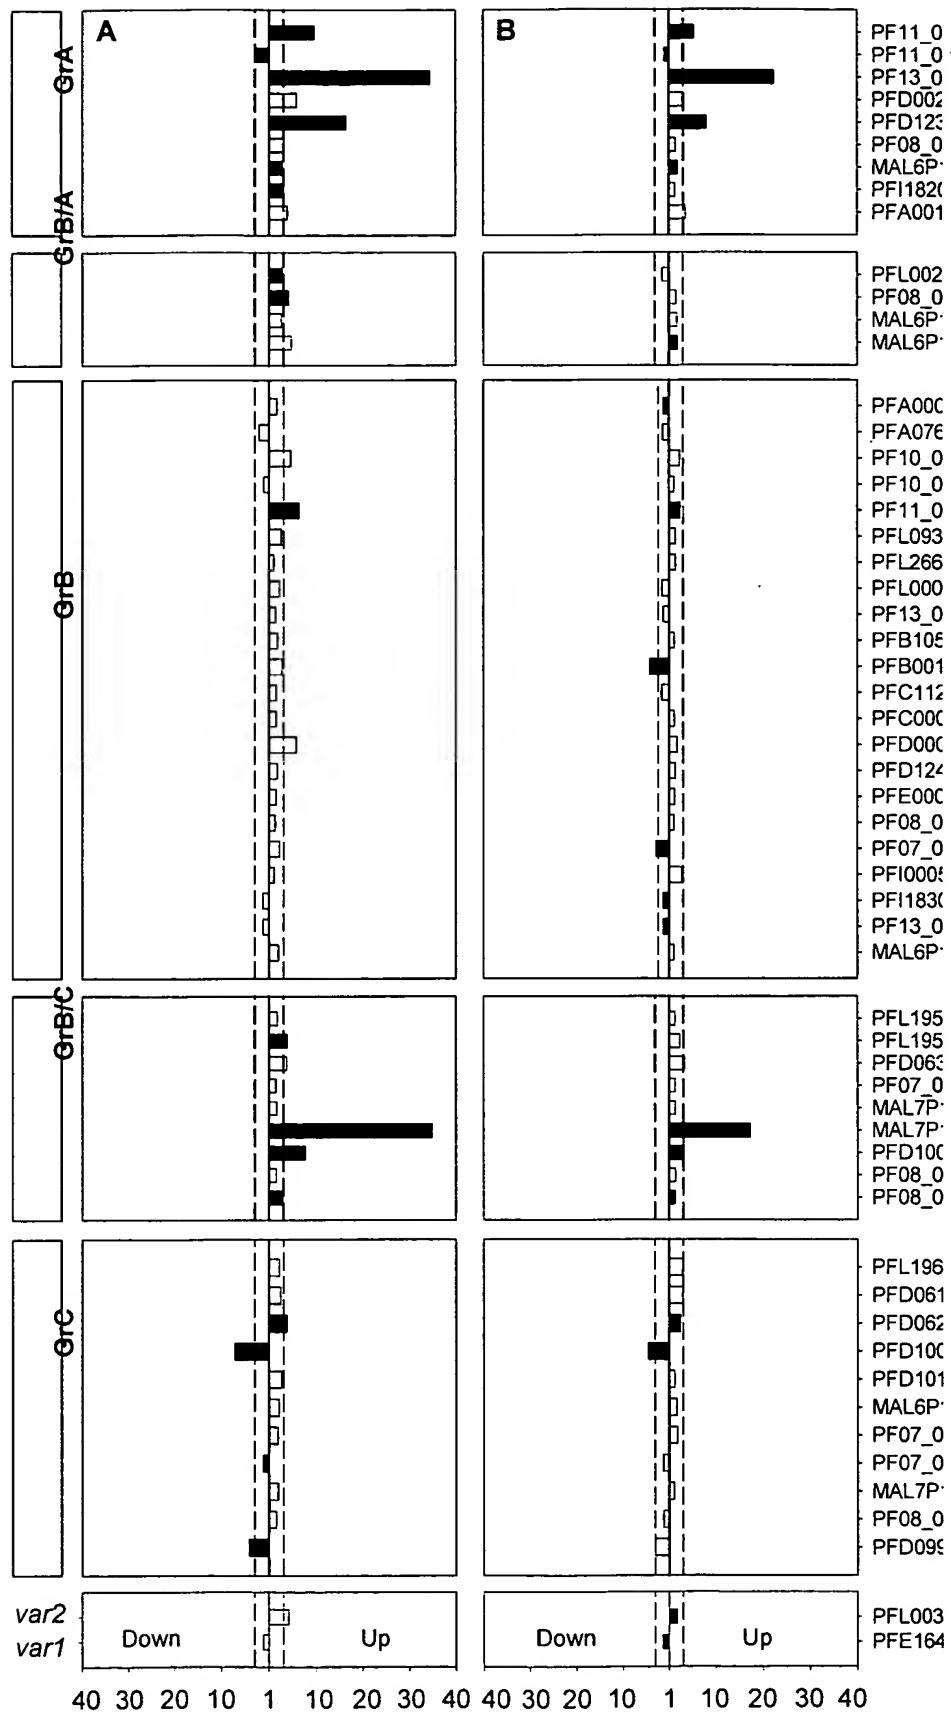 A
B
GrA
PF11_0
PF11_0
PF13_0
PFD002
PFD123
PF08_0
MAL6P
PFI1820
PFA001
GrB/A
PFL002
PF08_0
MAL6P
MAL6P
GrB
PFA000
PFA076
PF10_0
PF10_0
PF11_0
PFL093
PFL266
PFL000
PF13_0
PFB105
PFB001
PFC112
PFC000
PFD000
PFD124
PFE000
PF08_0
PF07_0
PFI0005
PFI1830
PF13_0
MAL6P
GrB/C
PFL195
PFL195
PFD063
PF07_0
MAL7P
MAL7P
PFD100
PF08_0
PF08_0
GrC
PFL196
PFD061
PFD062
PFD100
PFD101
MAL6P
PF07_0
PF07_0
MAL7P
PF08_0
PFD099
var2
PFL003
var1
Down Up
Down Up
PFE164
40 30 20 10 1 10 20 30 40
40 30 20 10 1 10 20 30 40